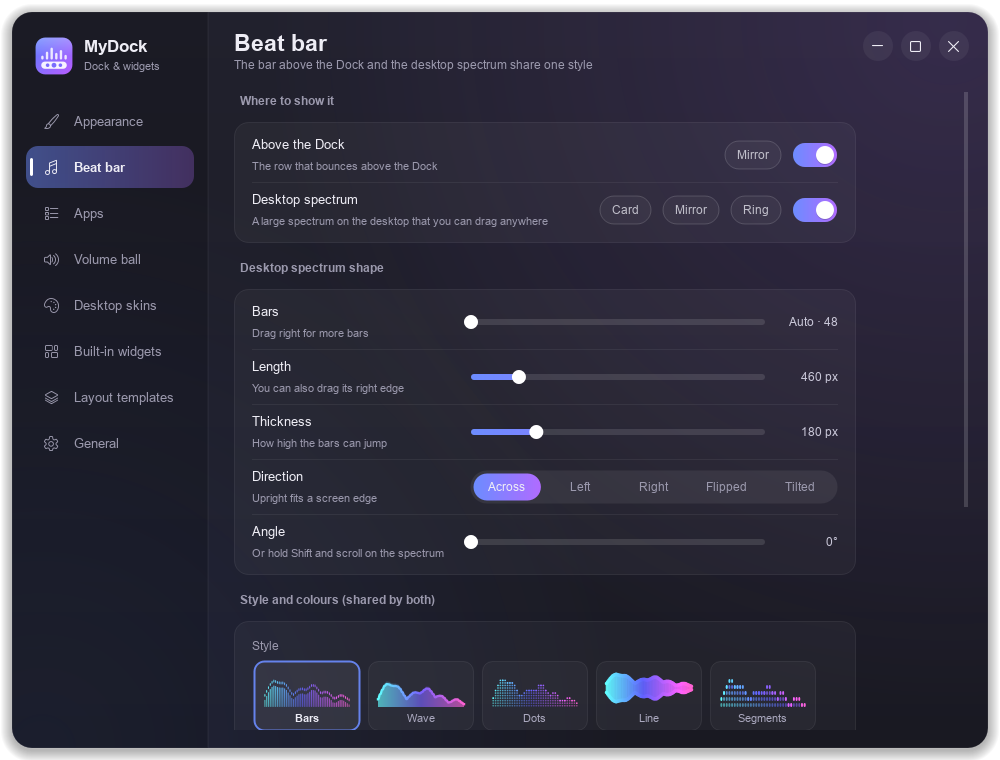 MyDock
Dock & widgets
Appearance
Beat bar
Apps
Volume ball
Desktop skins
Built-in widgets
Layout templates
General
Beat bar
The bar above the Dock and the desktop spectrum share one style
Where to show it
Above the Dock
The row that bounces above the Dock
Mirror
Desktop spectrum
A large spectrum on the desktop that you can drag anywhere
Card Mirror Ring
Desktop spectrum shape
Bars
Drag right for more bars
Auto · 48
Length
You can also drag its right edge
460 px
Thickness
How high the bars can jump
180 px
Direction
Upright fits a screen edge
Across Left Right Flipped Tilted
Angle
Or hold Shift and scroll on the spectrum
0°
Style and colours (shared by both)
Style
Bars Wave Dots Line Segments